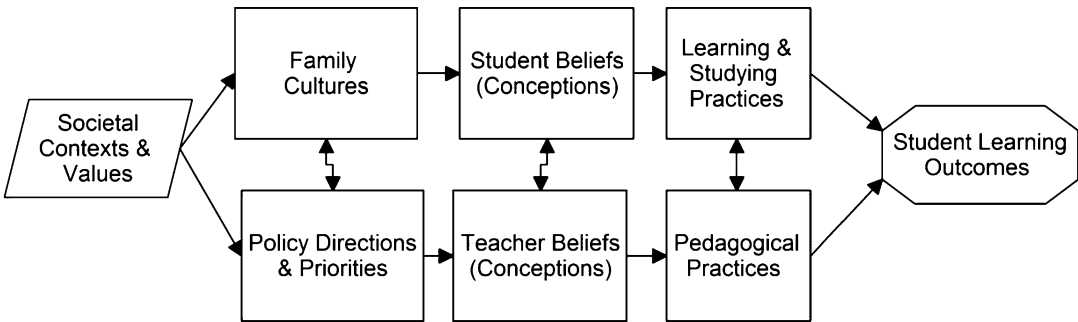 Societal
Contexts &
Values
Family
Cultures
Student Beliefs
(Conceptions)
Learning &
Studying
Practices
Policy Directions
& Priorities
Teacher Beliefs
(Conceptions)
Pedagogical
Practices
Student Learning
Outcomes